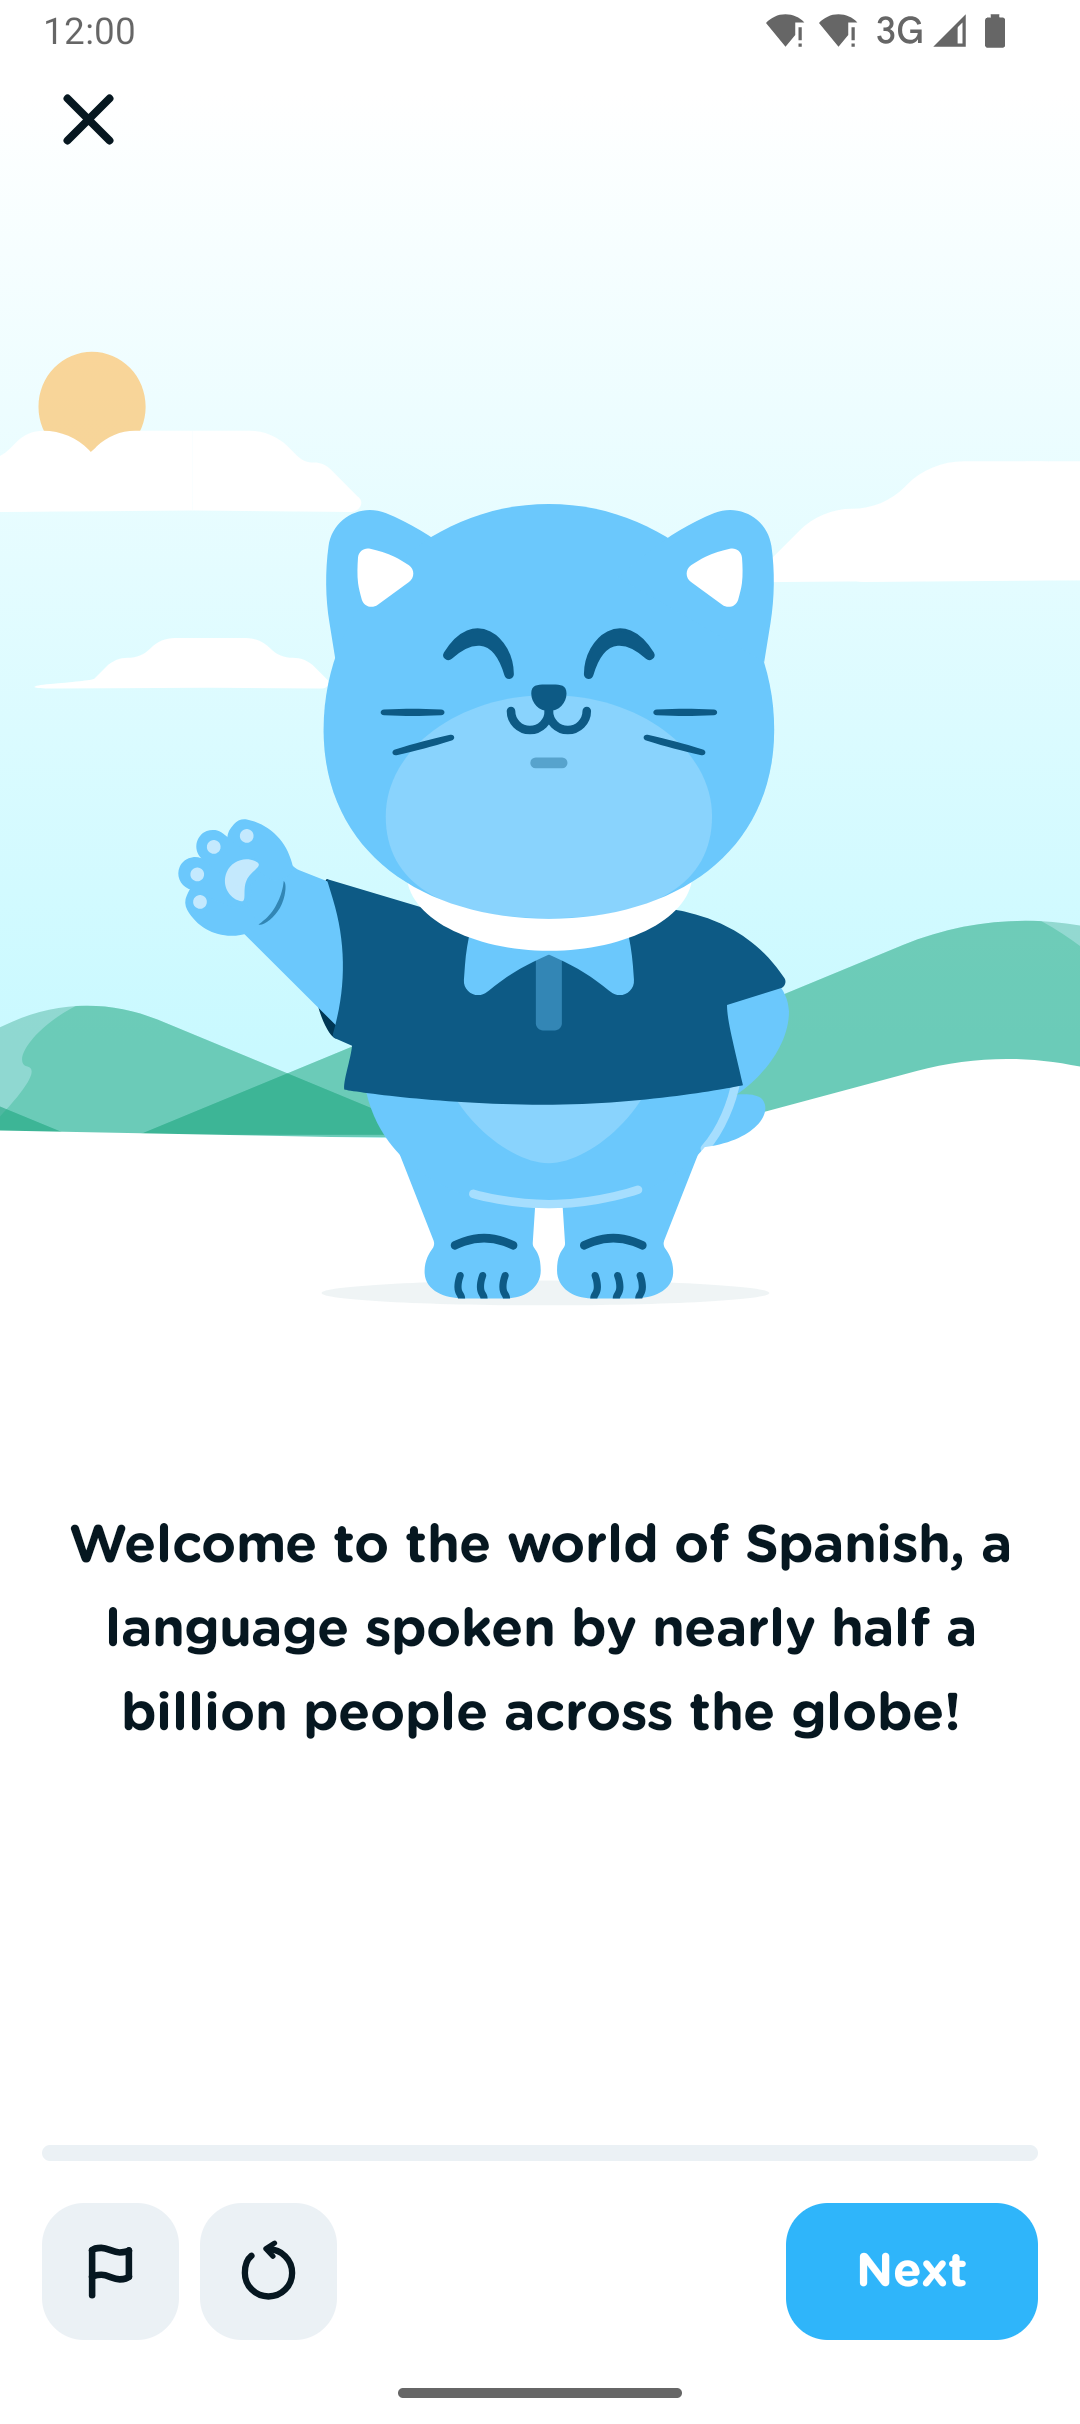 12:00
3G
Welcome to the world of Spanish, a
language spoken by nearly half a
billion people across the globe!
Next